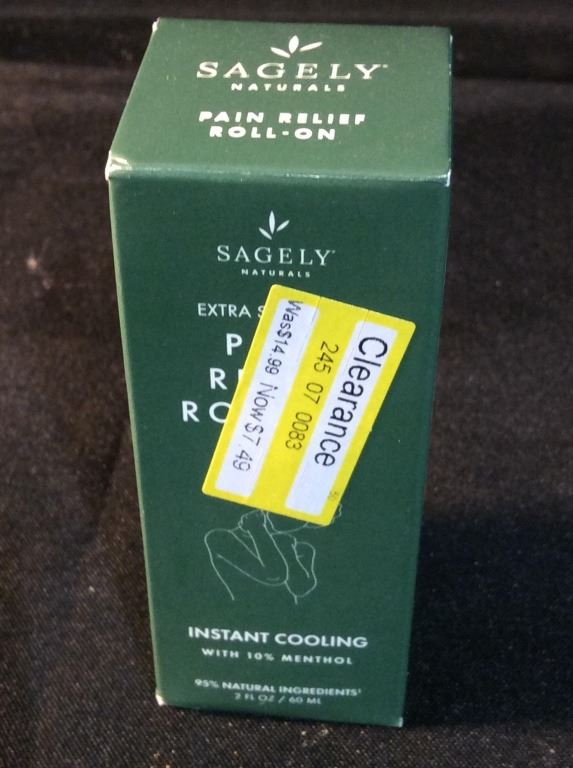 SAGELY
NATURALS
PAIN RELIEF
ROLL-ON
SAGELY
NATURALS
EXTRA S
P
R
RO
Clearance
245 07 0083
Was$14.99 Now$7.49
INSTANT COOLING
WITH 10% MENTHOL
95% NATURAL INGREDIENTS†
2 FL OZ / 60 ML